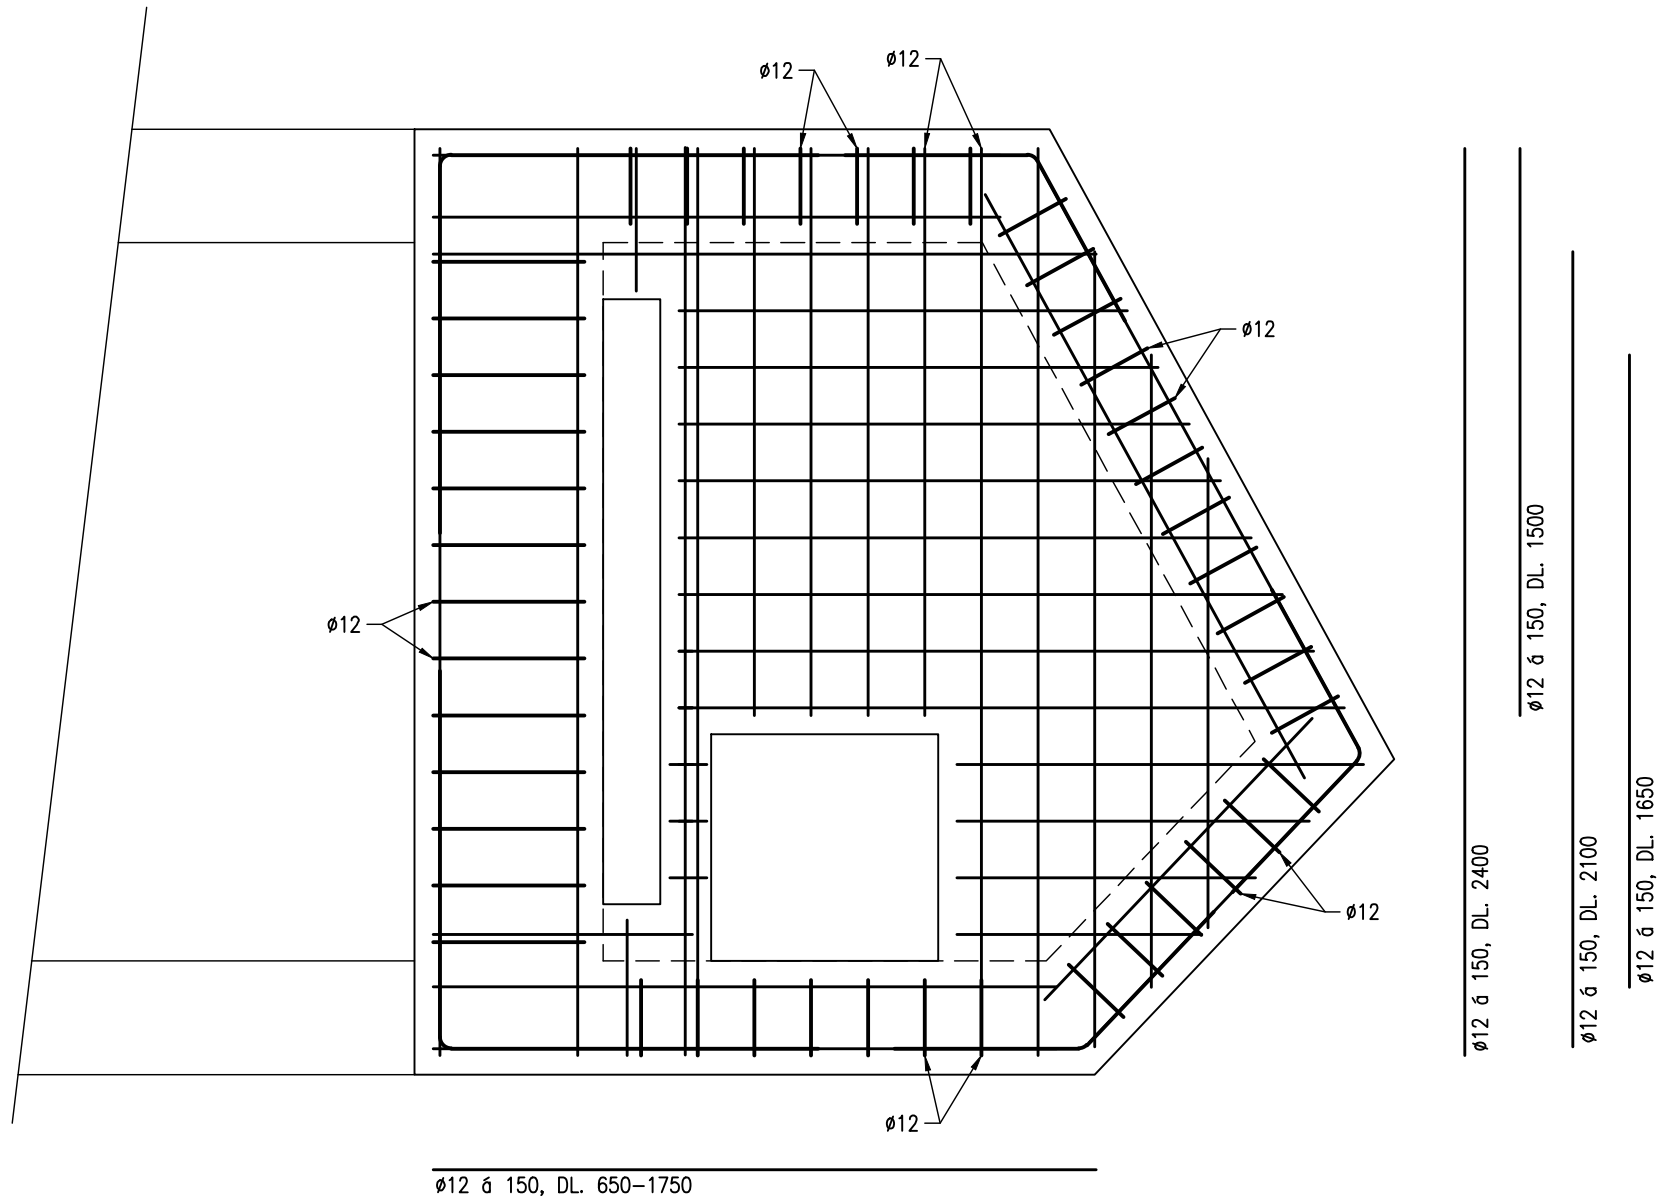 ø12
ø12
ø12
ø12
ø12
ø12
ø12 á 150, DL. 2400
ø12 á 150, DL. 1500
ø12 á 150, DL. 2100
ø12 á 150, DL. 1650
ø12 á 150, DL. 650-1750